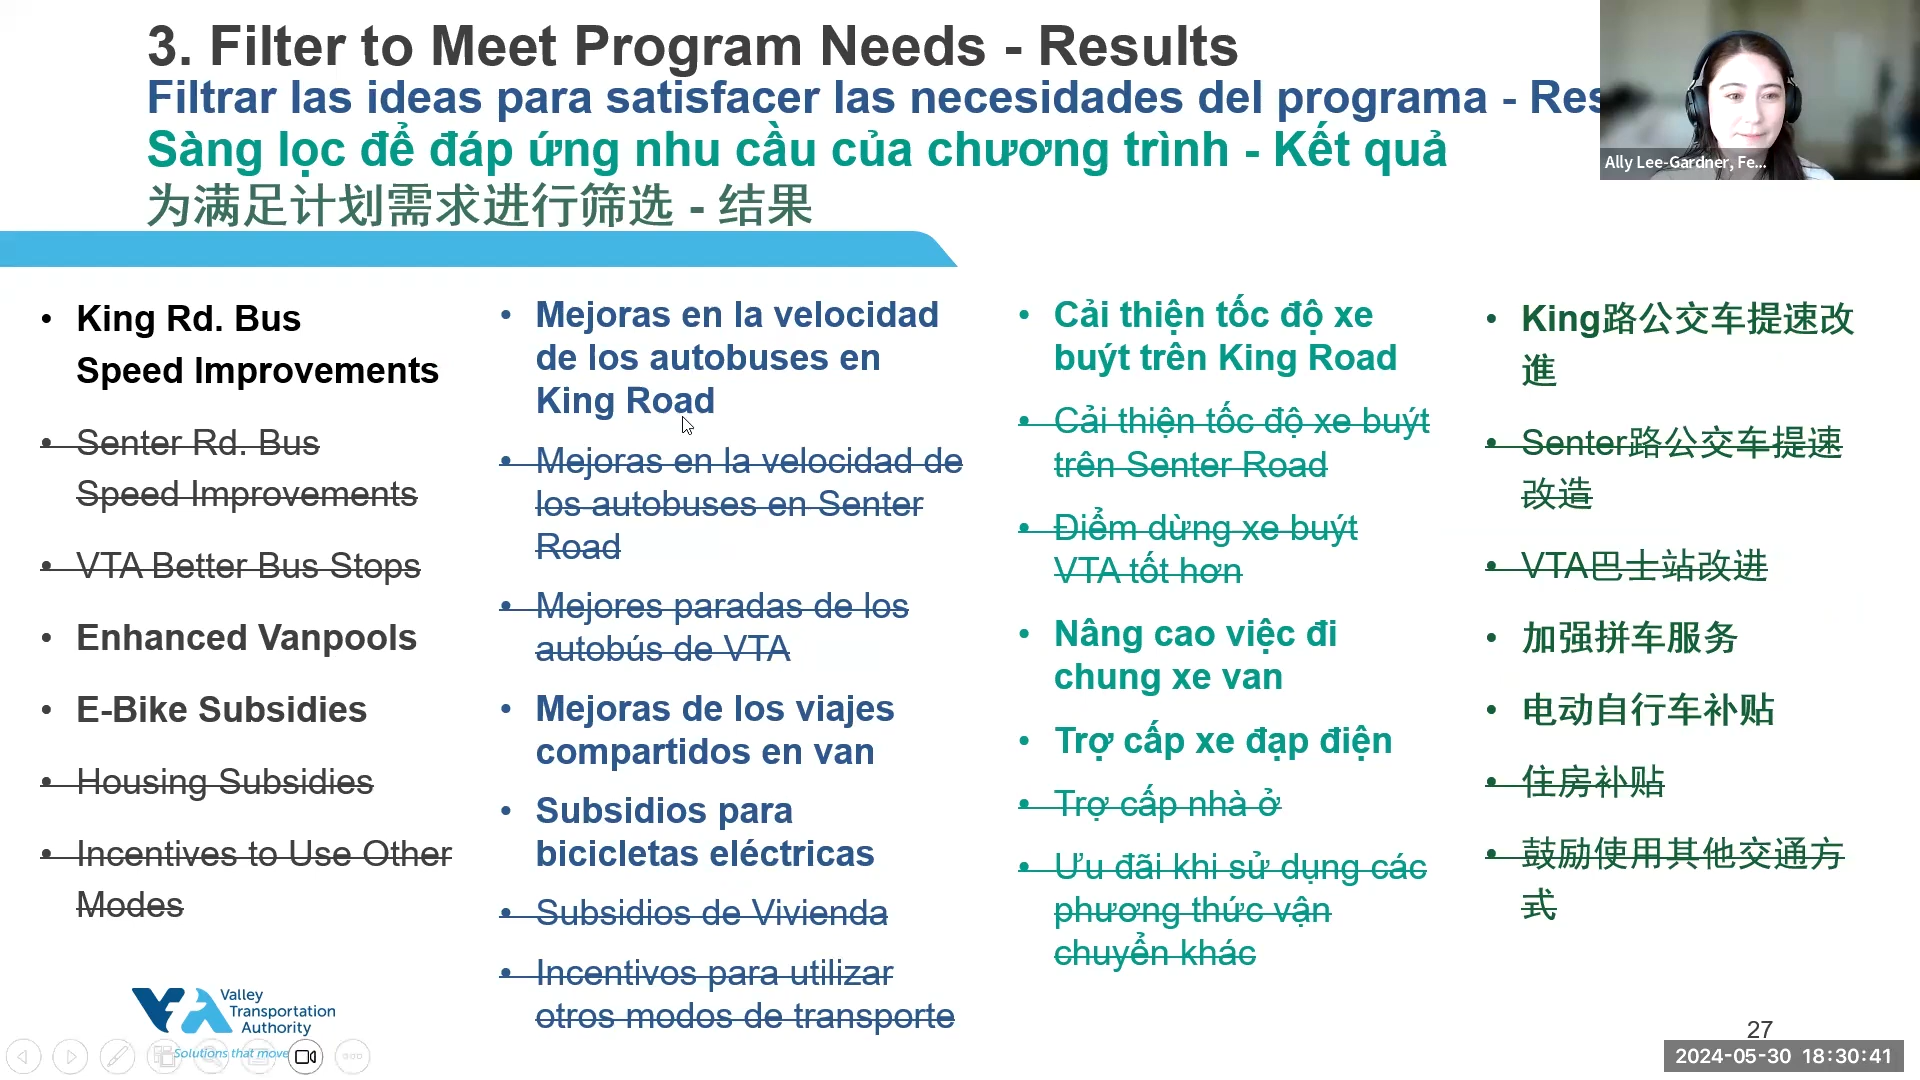 3. Filter to Meet Program Needs - Results
Filtrar las ideas para satisfacer las necesidades del programa - Res
Sàng lọc để đáp ứng nhu cầu của chương trình - Kết quả
为满足计划需求进行筛选 - 结果
Ally Lee-Gardner, Fe...
• King Rd. Bus
Speed Improvements
• Senter Rd. Bus
Speed Improvements
• VTA Better Bus Stops
• Enhanced Vanpools
• E-Bike Subsidies
• Housing Subsidies
• Incentives to Use Other
Modes
• Mejoras en la velocidad
de los autobuses en
King Road
• Mejoras en la velocidad de
los autobuses en Senter
Road
• Mejores paradas de los
autobús de VTA
• Mejoras de los viajes
compartidos en van
• Subsidios para
bicicletas eléctricas
• Subsidios de Vivienda
• Incentivos para utilizar
otros modos de transporte
• Cải thiện tốc độ xe
buýt trên King Road
• Cải thiện tốc độ xe buýt
trên Senter Road
• Điểm dừng xe buýt
VTA tốt hơn
• Nâng cao việc đi
chung xe van
• Trợ cấp xe đạp điện
• Trợ cấp nhà ở
• Ưu đãi khi sử dụng các
phương thức vận
chuyển khác
• King路公交车提速改
進
• Senter路公交车提速
改造
• VTA巴士站改进
• 加强拼车服务
• 电动自行车补贴
• 住房补贴
• 鼓励使用其他交通方
式
VTA
Valley
Transportation
Authority
Solutions that move
27
2024-05-30 18:30:41